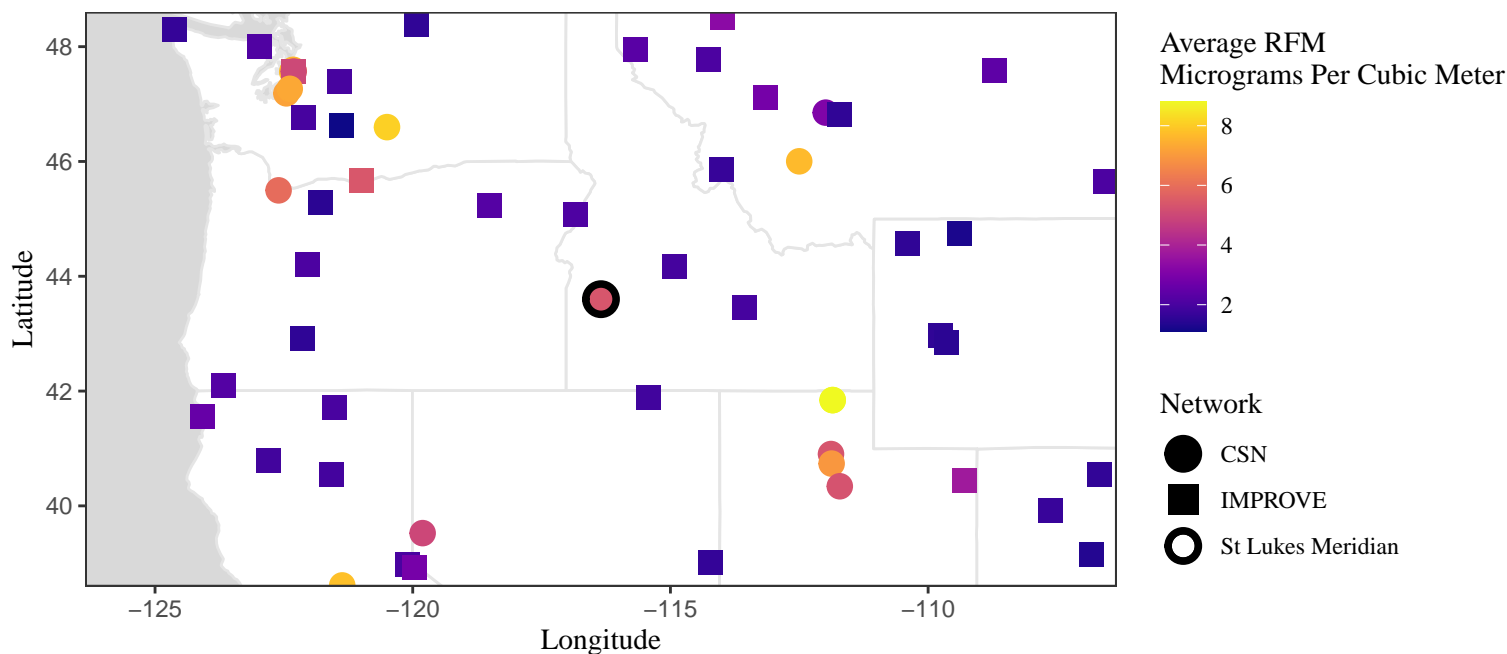 48
46
44
42
40
Latitude
−125
−120
−115
−110
Longitude
Average RFM
Micrograms Per Cubic Meter
8
6
4
2
Network
CSN
IMPROVE
St Lukes Meridian